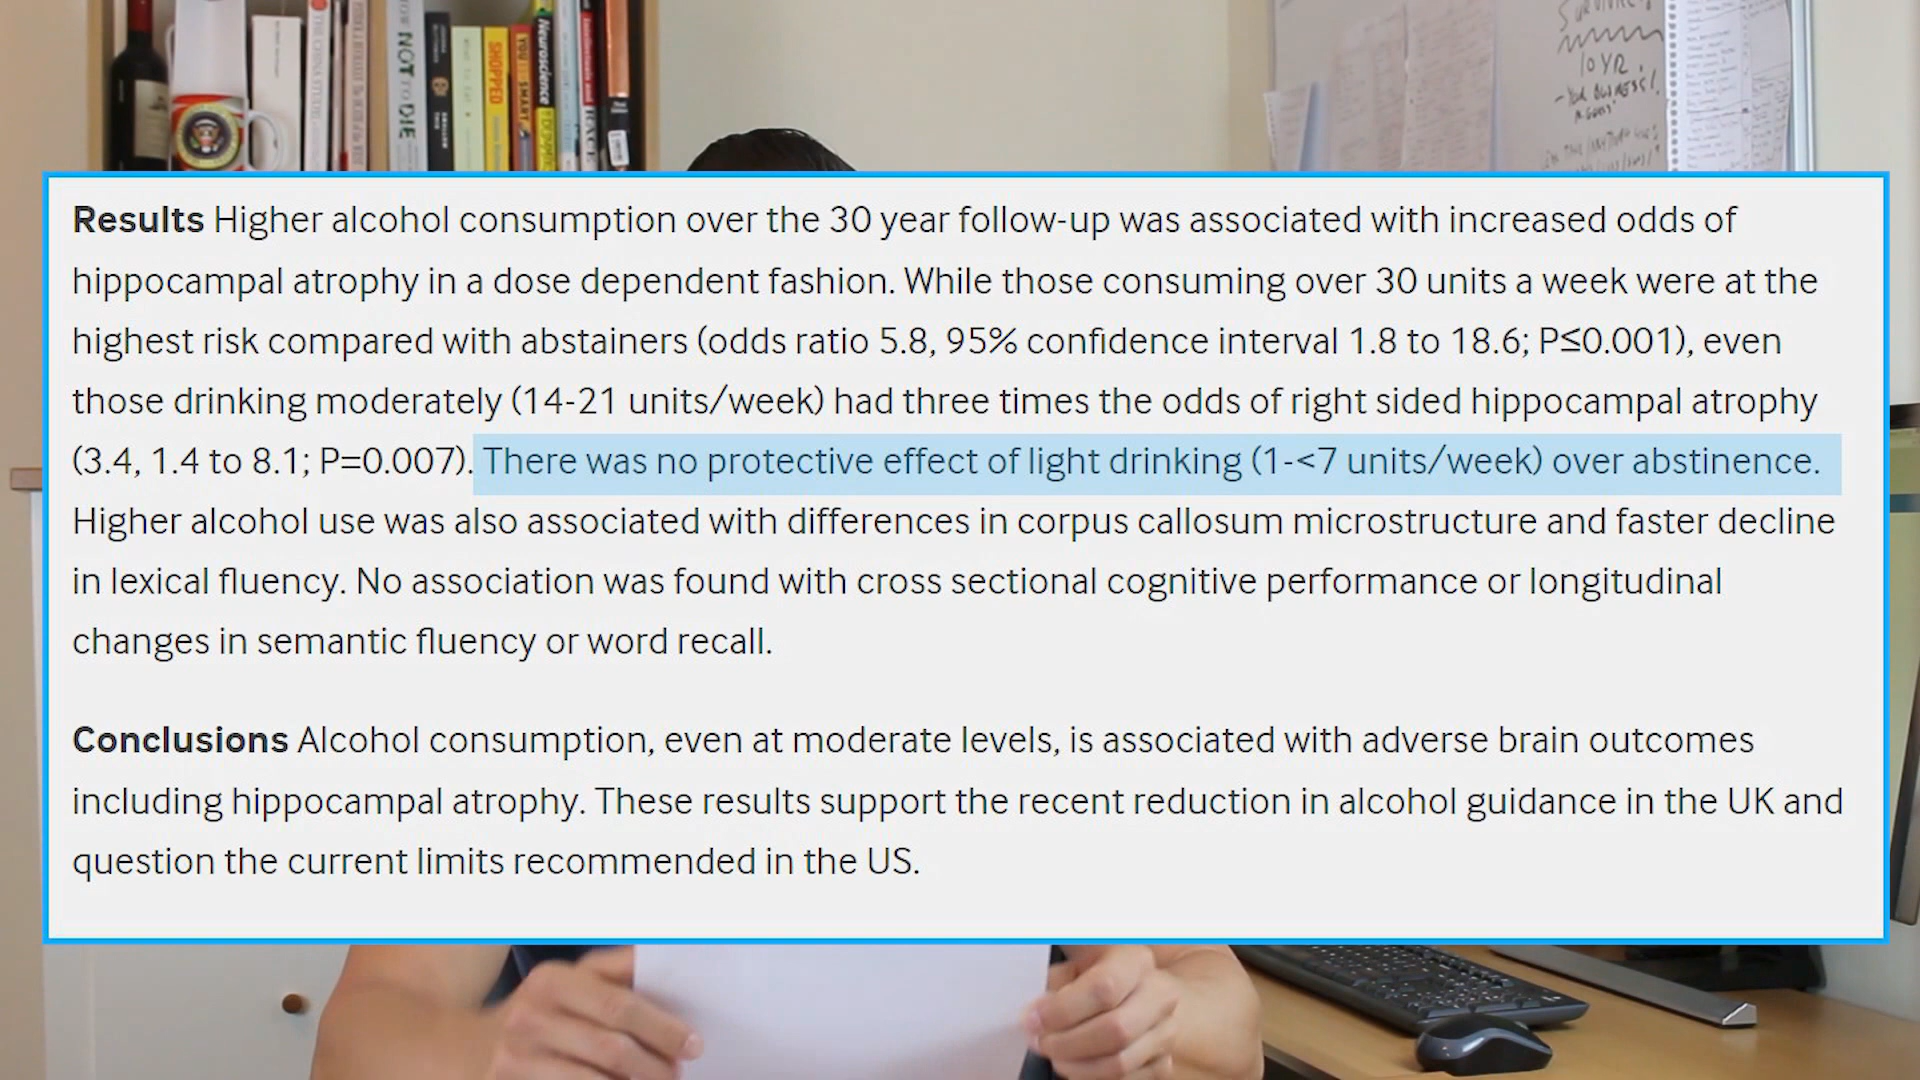 NOT TO DIE
SHOPPED
YOU
SMART
Neuroscience
SURVIVE
10 YR.
Results Higher alcohol consumption over the 30 year follow-up was associated with increased odds of
hippocampal atrophy in a dose dependent fashion. While those consuming over 30 units a week were at the
highest risk compared with abstainers (odds ratio 5.8, 95% confidence interval 1.8 to 18.6; P≤0.001), even
those drinking moderately (14-21 units/week) had three times the odds of right sided hippocampal atrophy
(3.4, 1.4 to 8.1; P=0.007). There was no protective effect of light drinking (1-<7 units/week) over abstinence.
Higher alcohol use was also associated with differences in corpus callosum microstructure and faster decline
in lexical fluency. No association was found with cross sectional cognitive performance or longitudinal
changes in semantic fluency or word recall.
Conclusions Alcohol consumption, even at moderate levels, is associated with adverse brain outcomes
including hippocampal atrophy. These results support the recent reduction in alcohol guidance in the UK and
question the current limits recommended in the US.